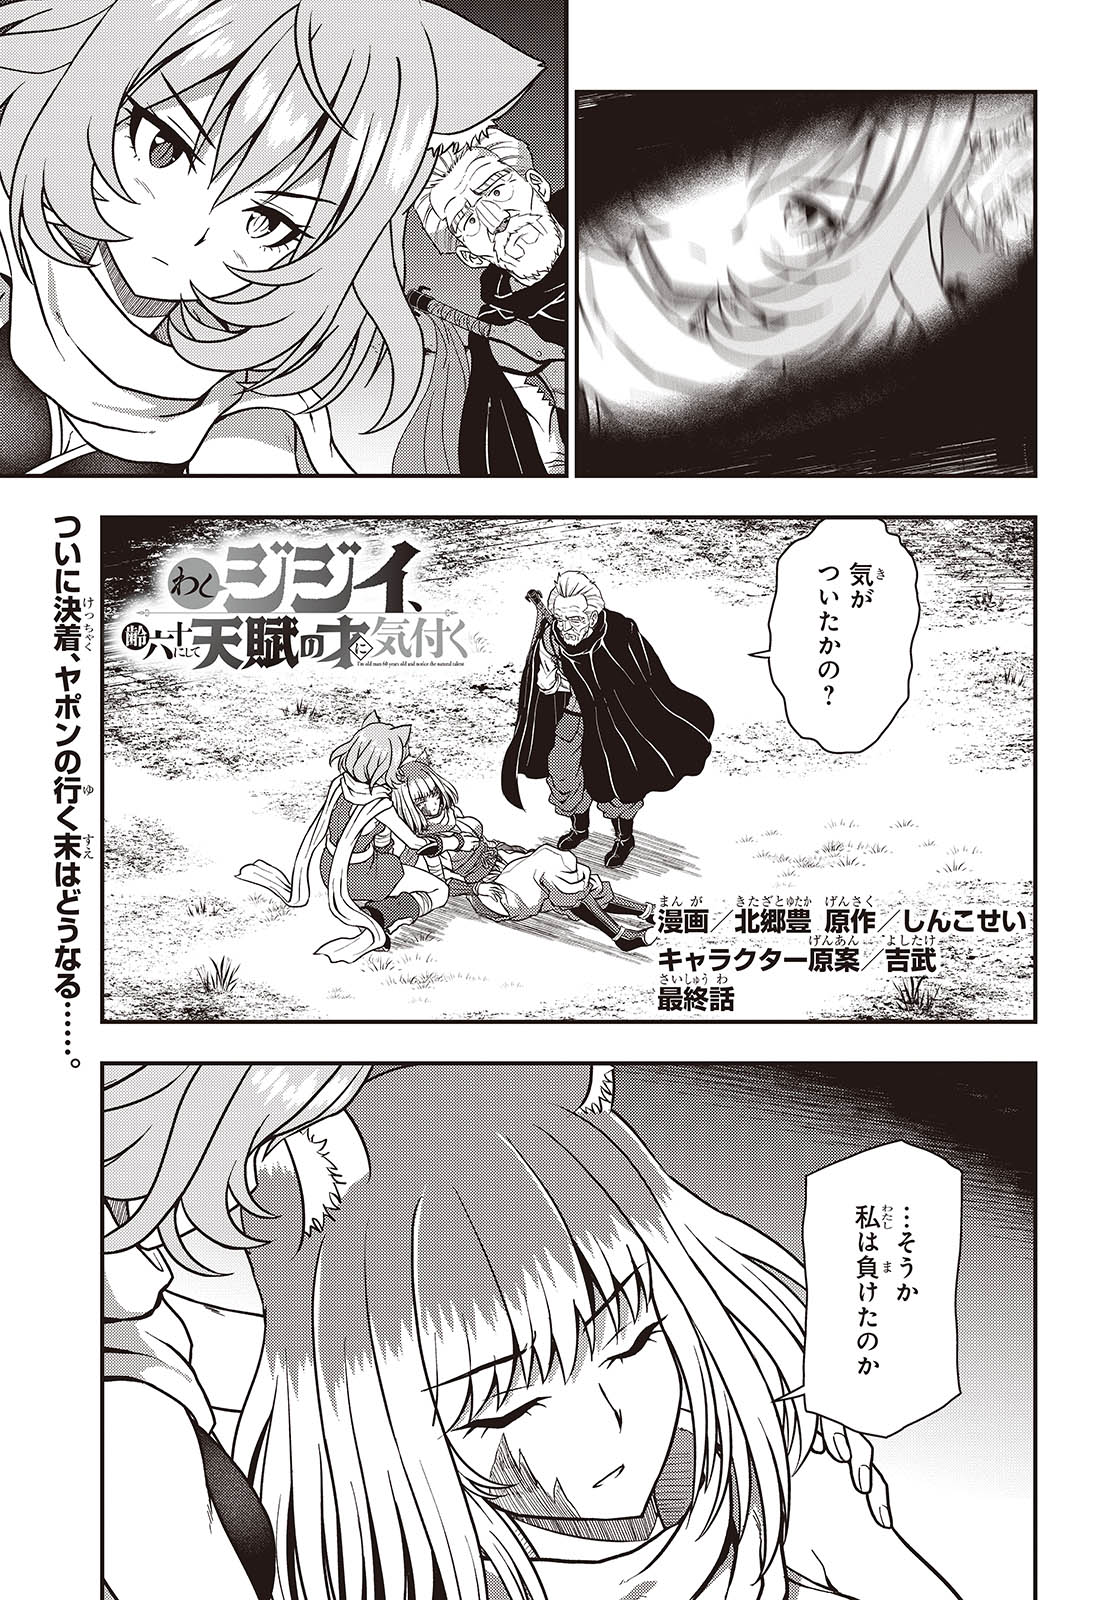 わくジジイ、
齢六十にして天賦の才に気付く
I'm old man 60 years old and notice the natural talent
気が
ついたかの？
漫画／北郷豊 原作／しんこせい
キャラクター原案／吉武
最終話
ついに決着、ヤポンの行く末はどうなる……。
…そうか
私は負けたのか